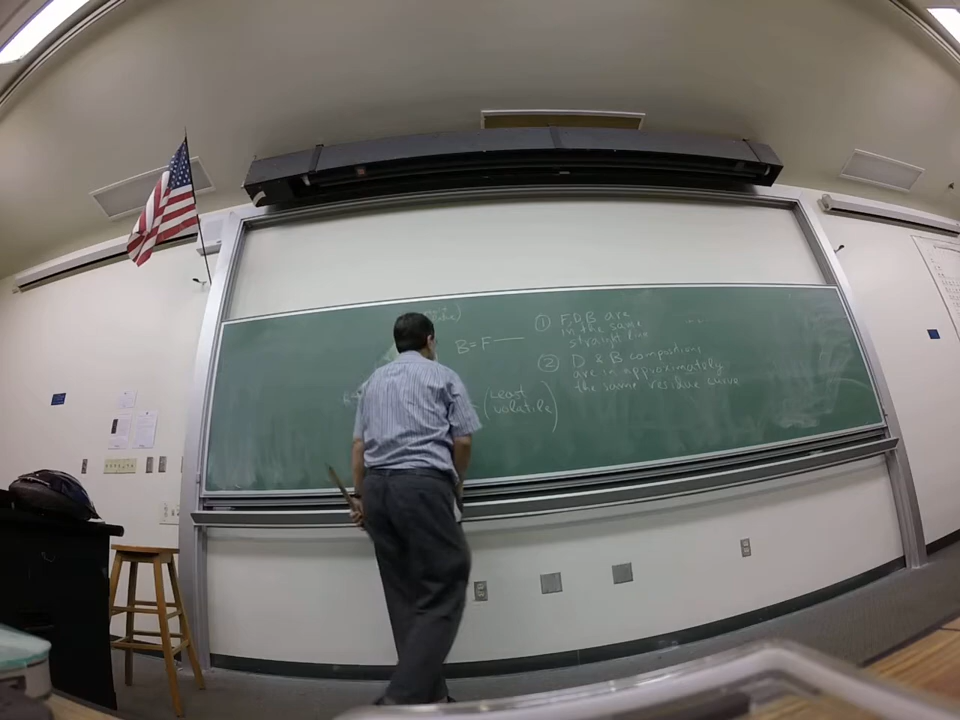 B=F
(Least
volatile)
① F,D,B are
in the same
straight line
② D & B compositions
are in approximately
the same residue curve